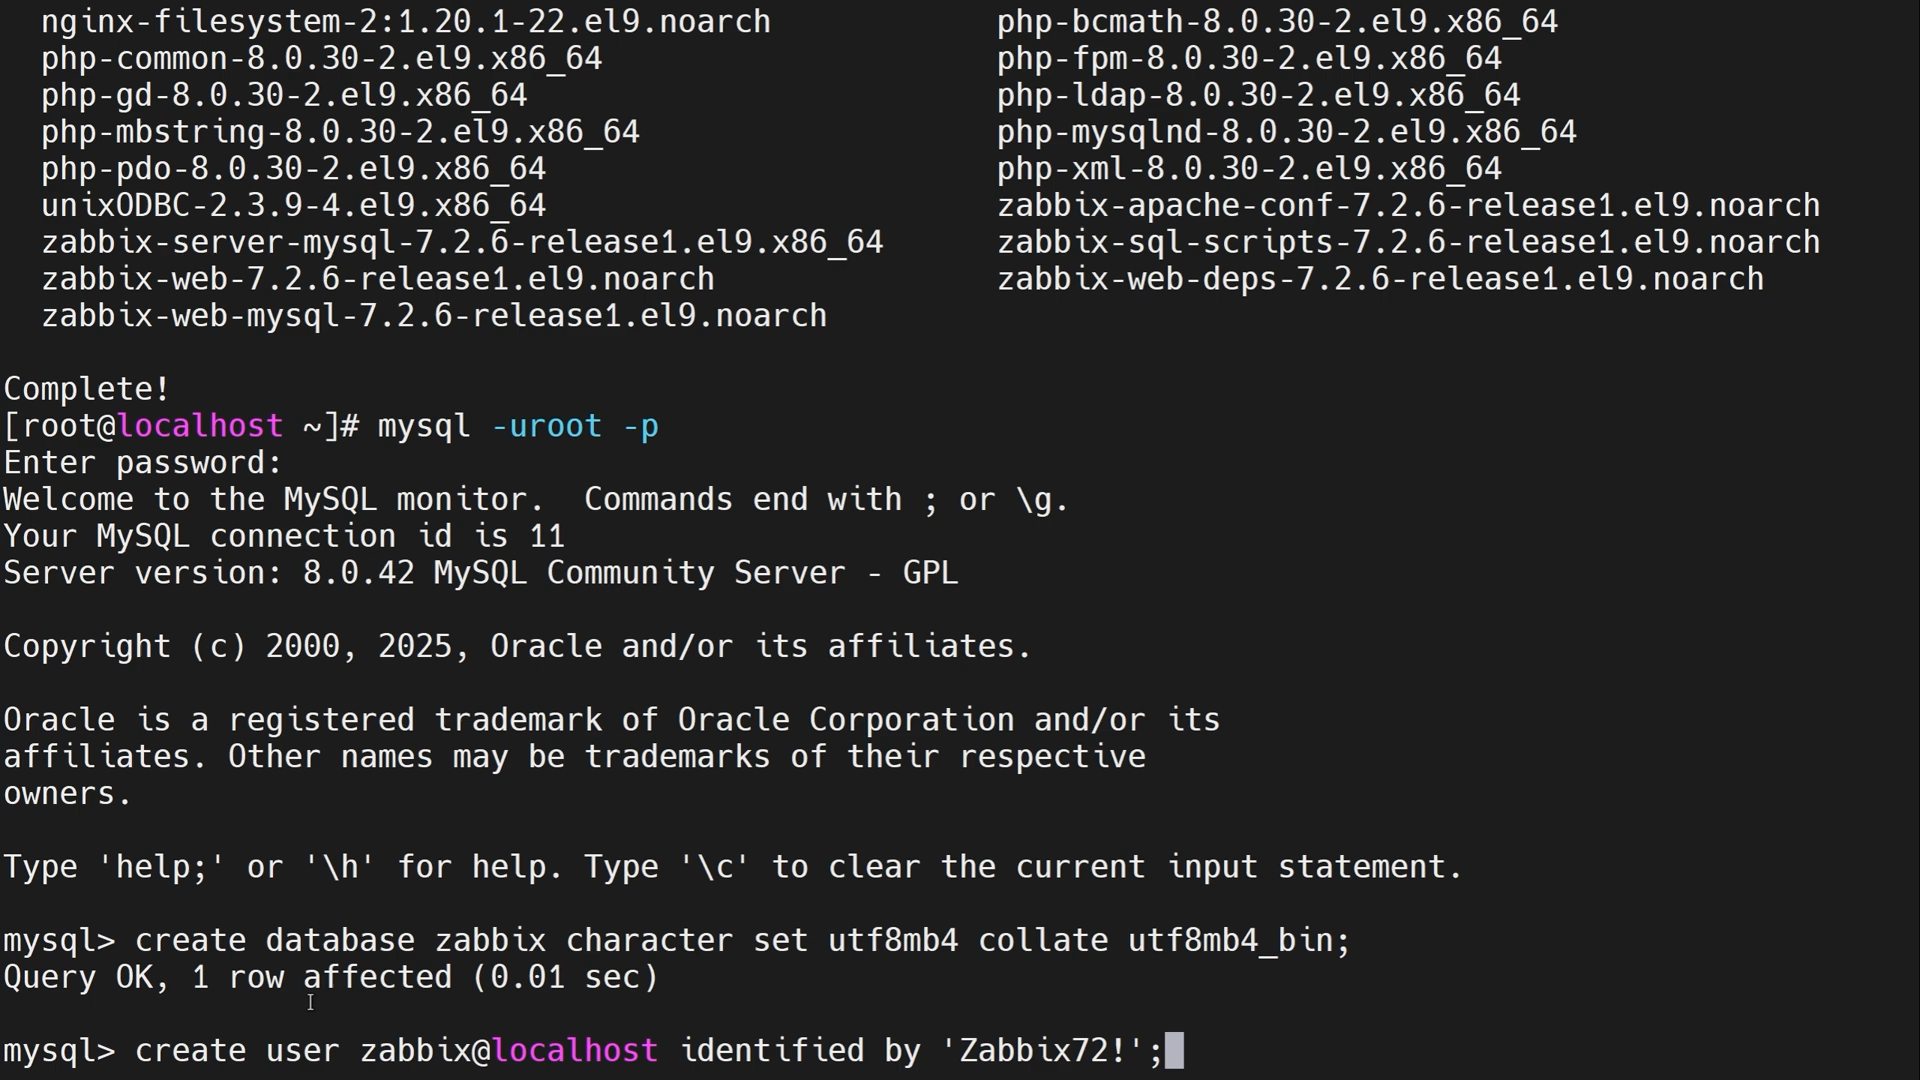 nginx-filesystem-2:1.20.1-22.el9.noarch php-bcmath-8.0.30-2.el9.x86_64
php-common-8.0.30-2.el9.x86_64 php-fpm-8.0.30-2.el9.x86_64
php-gd-8.0.30-2.el9.x86_64 php-ldap-8.0.30-2.el9.x86_64
php-mbstring-8.0.30-2.el9.x86_64 php-mysqlnd-8.0.30-2.el9.x86_64
php-pdo-8.0.30-2.el9.x86_64 php-xml-8.0.30-2.el9.x86_64
unixODBC-2.3.9-4.el9.x86_64 zabbix-apache-conf-7.2.6-release1.el9.noarch
zabbix-server-mysql-7.2.6-release1.el9.x86_64 zabbix-sql-scripts-7.2.6-release1.el9.noarch
zabbix-web-7.2.6-release1.el9.noarch zabbix-web-deps-7.2.6-release1.el9.noarch
zabbix-web-mysql-7.2.6-release1.el9.noarch
Complete!
[root@localhost ~]# mysql -uroot -p
Enter password:
Welcome to the MySQL monitor.  Commands end with ; or \g.
Your MySQL connection id is 11
Server version: 8.0.42 MySQL Community Server - GPL
Copyright (c) 2000, 2025, Oracle and/or its affiliates.
Oracle is a registered trademark of Oracle Corporation and/or its
affiliates. Other names may be trademarks of their respective
owners.
Type 'help;' or '\h' for help. Type '\c' to clear the current input statement.
mysql> create database zabbix character set utf8mb4 collate utf8mb4_bin;
Query OK, 1 row affected (0.01 sec)
mysql> create user zabbix@localhost identified by 'Zabbix72!';